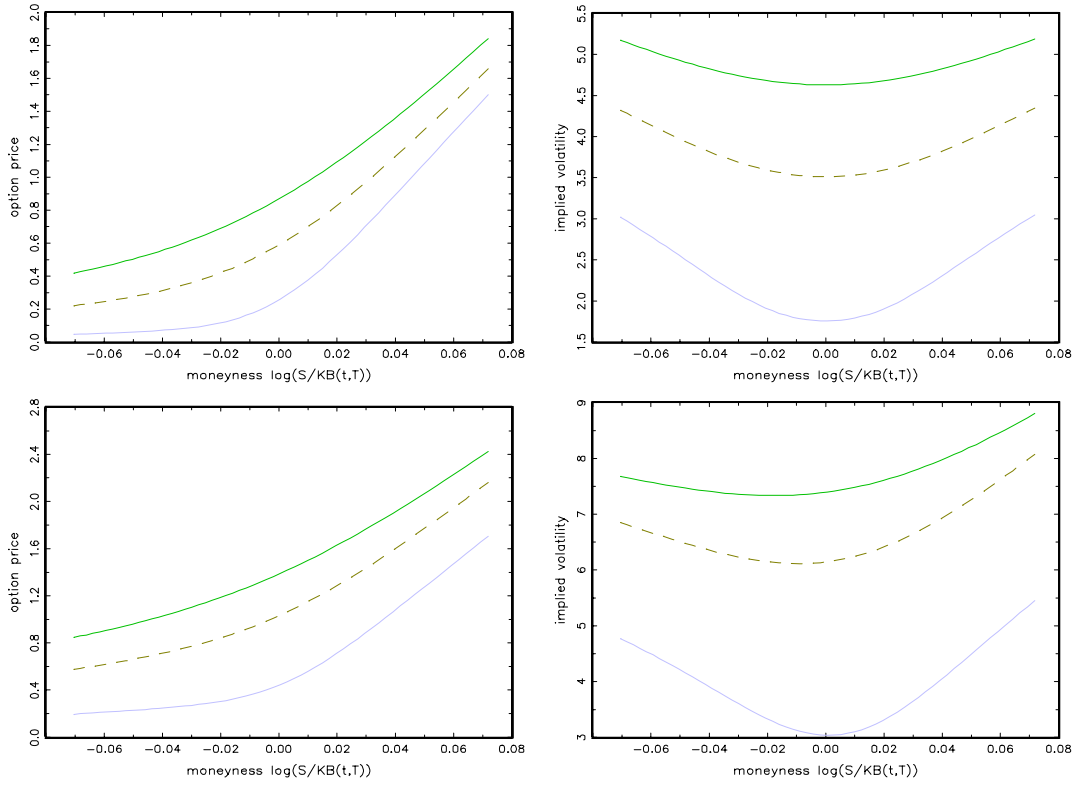 option price
2.0
1.8
1.6
1.4
1.2
1.0
0.8
0.6
0.4
0.2
0.0
−0.06 −0.04 −0.02 0.00 0.02 0.04 0.06 0.08
moneyness log(S/KB(t,T))
implied volatility
5.5
5.0
4.5
4.0
3.5
3.0
2.5
2.0
1.5
−0.06 −0.04 −0.02 0.00 0.02 0.04 0.06 0.08
moneyness log(S/KB(t,T))
option price
2.8
2.4
2.0
1.6
1.2
0.8
0.4
0.0
−0.06 −0.04 −0.02 0.00 0.02 0.04 0.06 0.08
moneyness log(S/KB(t,T))
implied volatility
9
8
7
6
5
4
3
−0.06 −0.04 −0.02 0.00 0.02 0.04 0.06 0.08
moneyness log(S/KB(t,T))